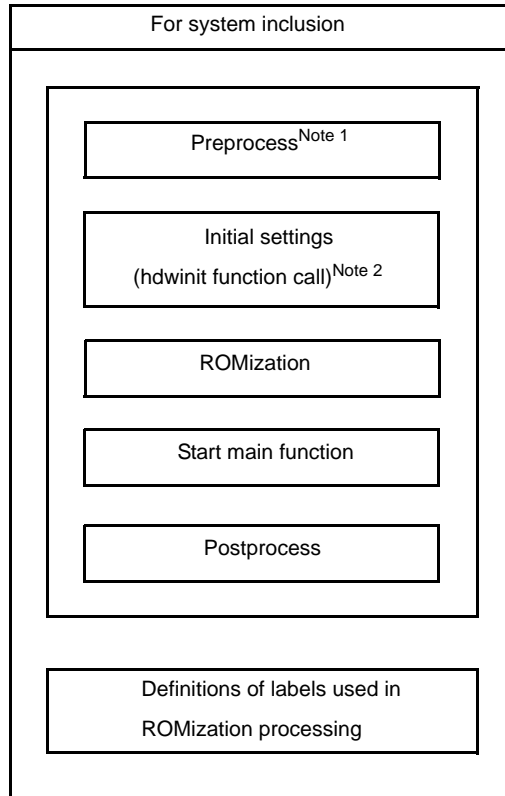 For system inclusion
Preprocess Note 1
Initial settings
(hdwinit function call) Note 2
ROMization
Start main function
Postprocess
Definitions of labels used in
ROMization processing